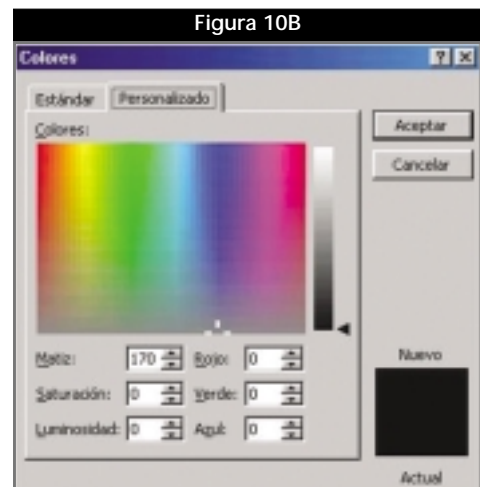 Figura 10B
Colores
Estándar Personalizado
Colores:
Aceptar
Cancelar
Matiz: 170 Rojo: 0
Saturación: 0 Verde: 0
Luminosidad: 0 Azul: 0
Nuevo
Actual